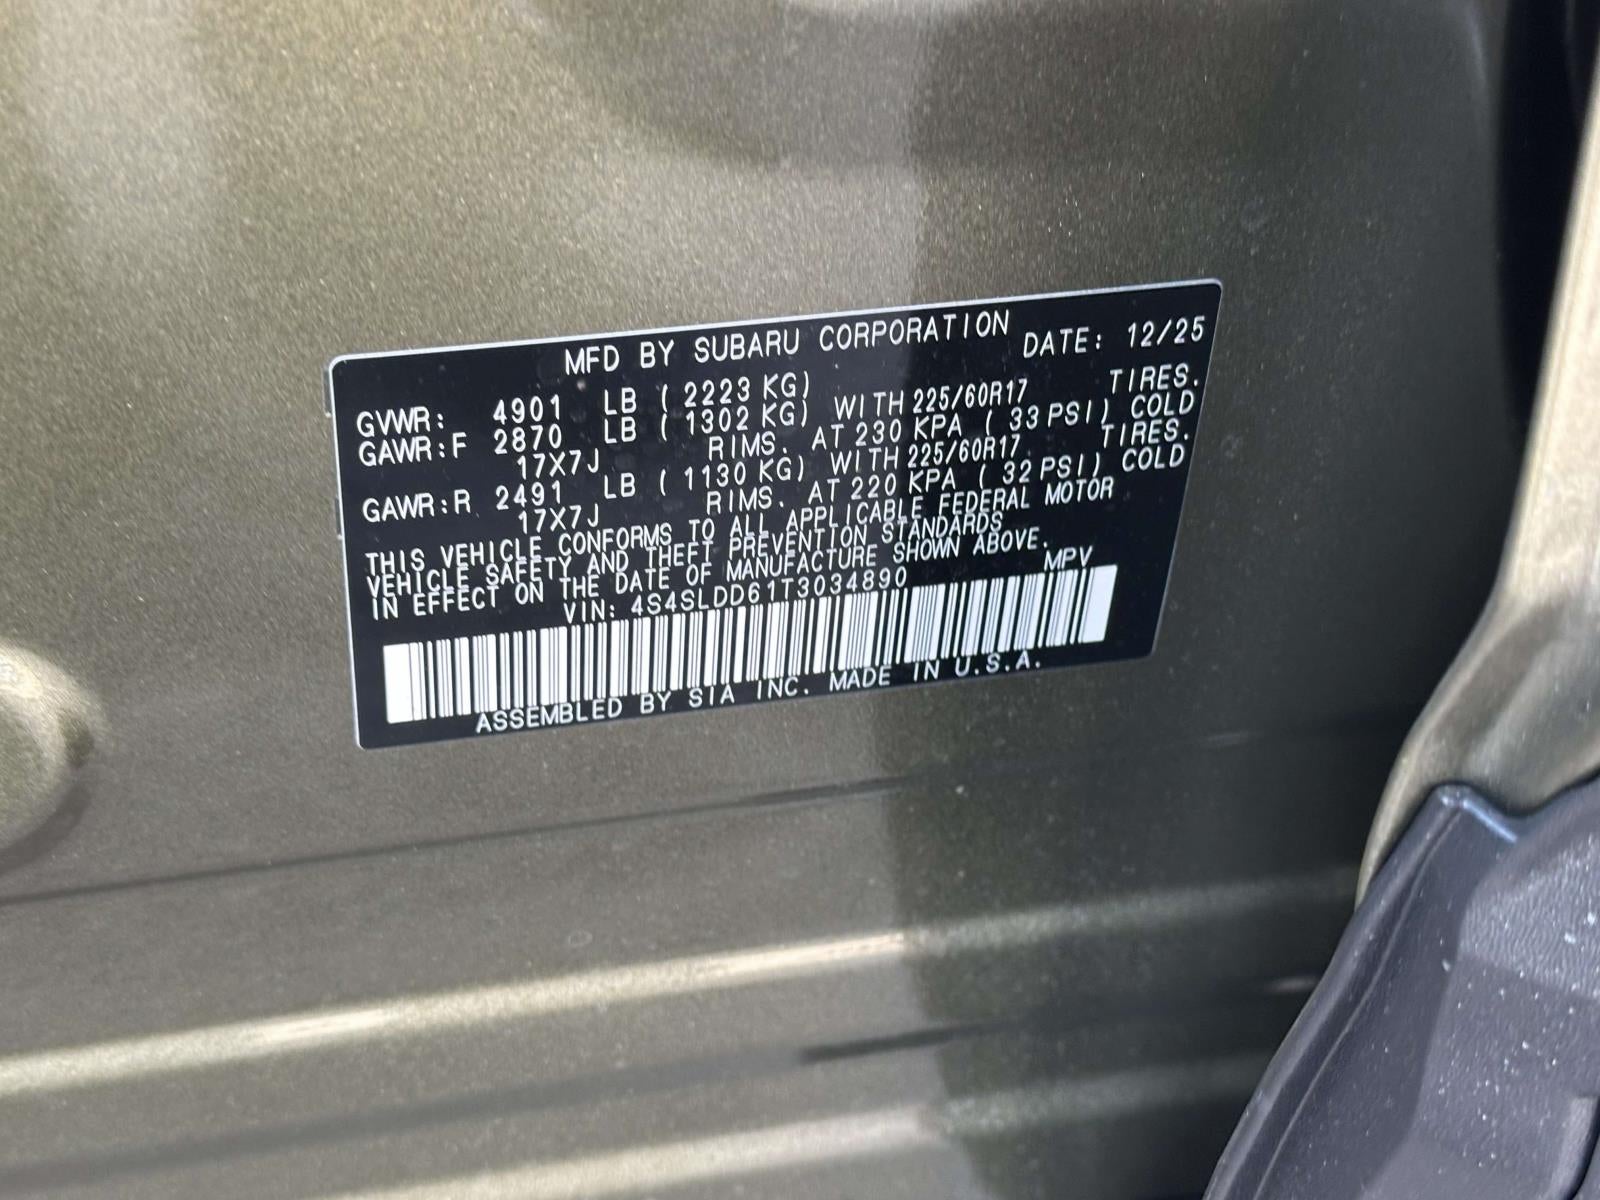 MFD BY SUBARU CORPORATION DATE: 12/25
GVWR: 4901 LB ( 2223 KG)
GAWR:F 2870 LB ( 1302 KG) WITH 225/60R17 TIRES.
17X7J RIMS. AT 230 KPA ( 33 PSI) COLD
GAWR:R 2491 LB ( 1130 KG) WITH 225/60R17 TIRES.
17X7J RIMS. AT 220 KPA ( 32 PSI) COLD
THIS VEHICLE CONFORMS TO ALL APPLICABLE FEDERAL MOTOR
VEHICLE SAFETY AND THEFT PREVENTION STANDARDS
IN EFFECT ON THE DATE OF MANUFACTURE SHOWN ABOVE.
VIN: 4S4SLDD61T3034890 MPV
ASSEMBLED BY SIA INC. MADE IN U.S.A.